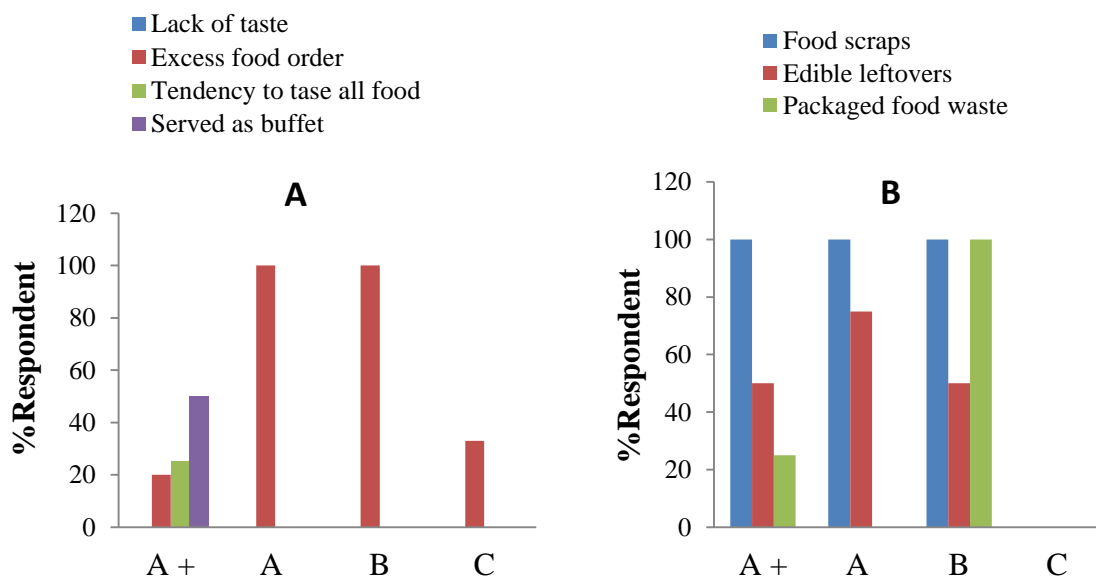 Lack of taste
Excess food order
Tendency to tase all food
Served as buffet
A
120
100
80
60
40
20
0
%Respondent
A +
A
B
C
Food scraps
Edible leftovers
Packaged food waste
B
120
100
80
60
40
20
0
%Respondent
A +
A
B
C